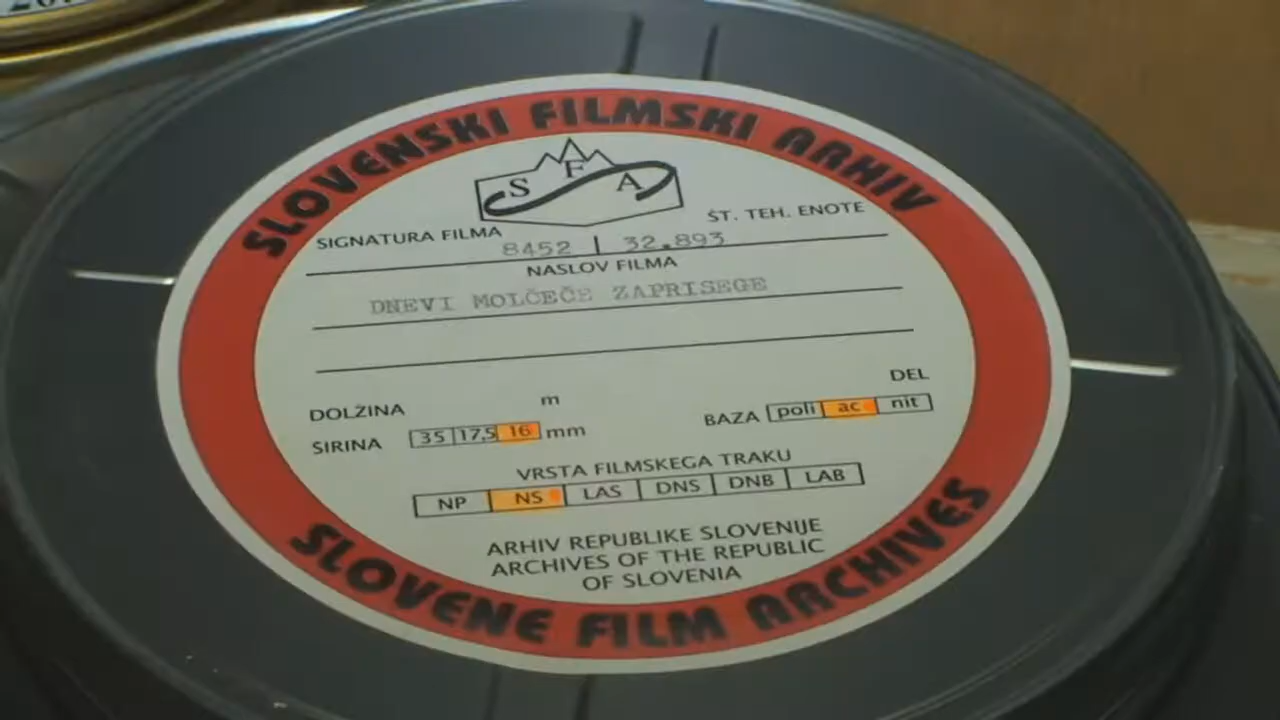 SLOVENSKI FILMSKI ARHIV
S F A
SIGNATURA FILMA ŠT. TEH. ENOTE
8452 | 32.893
NASLOV FILMA
DNEVI MOLČEČE ZAPRISEGE
DOLŽINA m DEL
SIRINA 35 17,5 16 mm BAZA poli ac nit
VRSTA FILMSKEGA TRAKU
NP NS LAS DNS DNB LAB
ARHIV REPUBLIKE SLOVENIJE
ARCHIVES OF THE REPUBLIC
OF SLOVENIA
SLOVENE FILM ARCHIVES